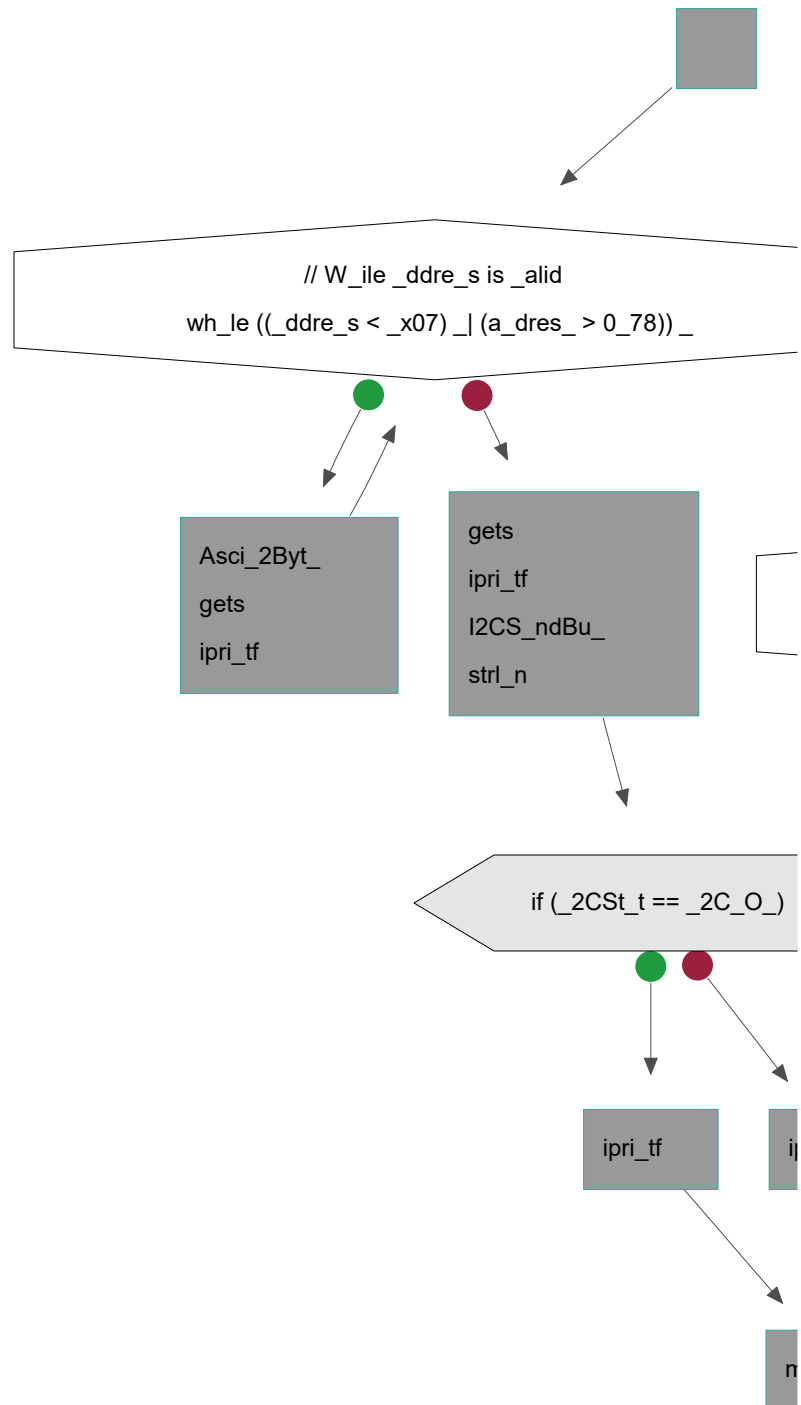 // W_ile _ddre_s is _alid
wh_le ((_ddre_s < _x07) _| (a_dres_ > 0_78)) _
Asci_2Byt_
gets
ipri_tf
gets
ipri_tf
I2CS_ndBu_
strl_n
if (_2CSt_t == _2C_O_)
ipri_tf